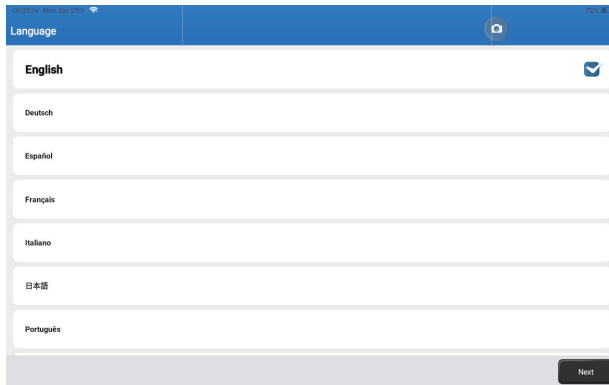 Language
English
Deutsch
Español
Français
Italiano
日本語
Português
Next